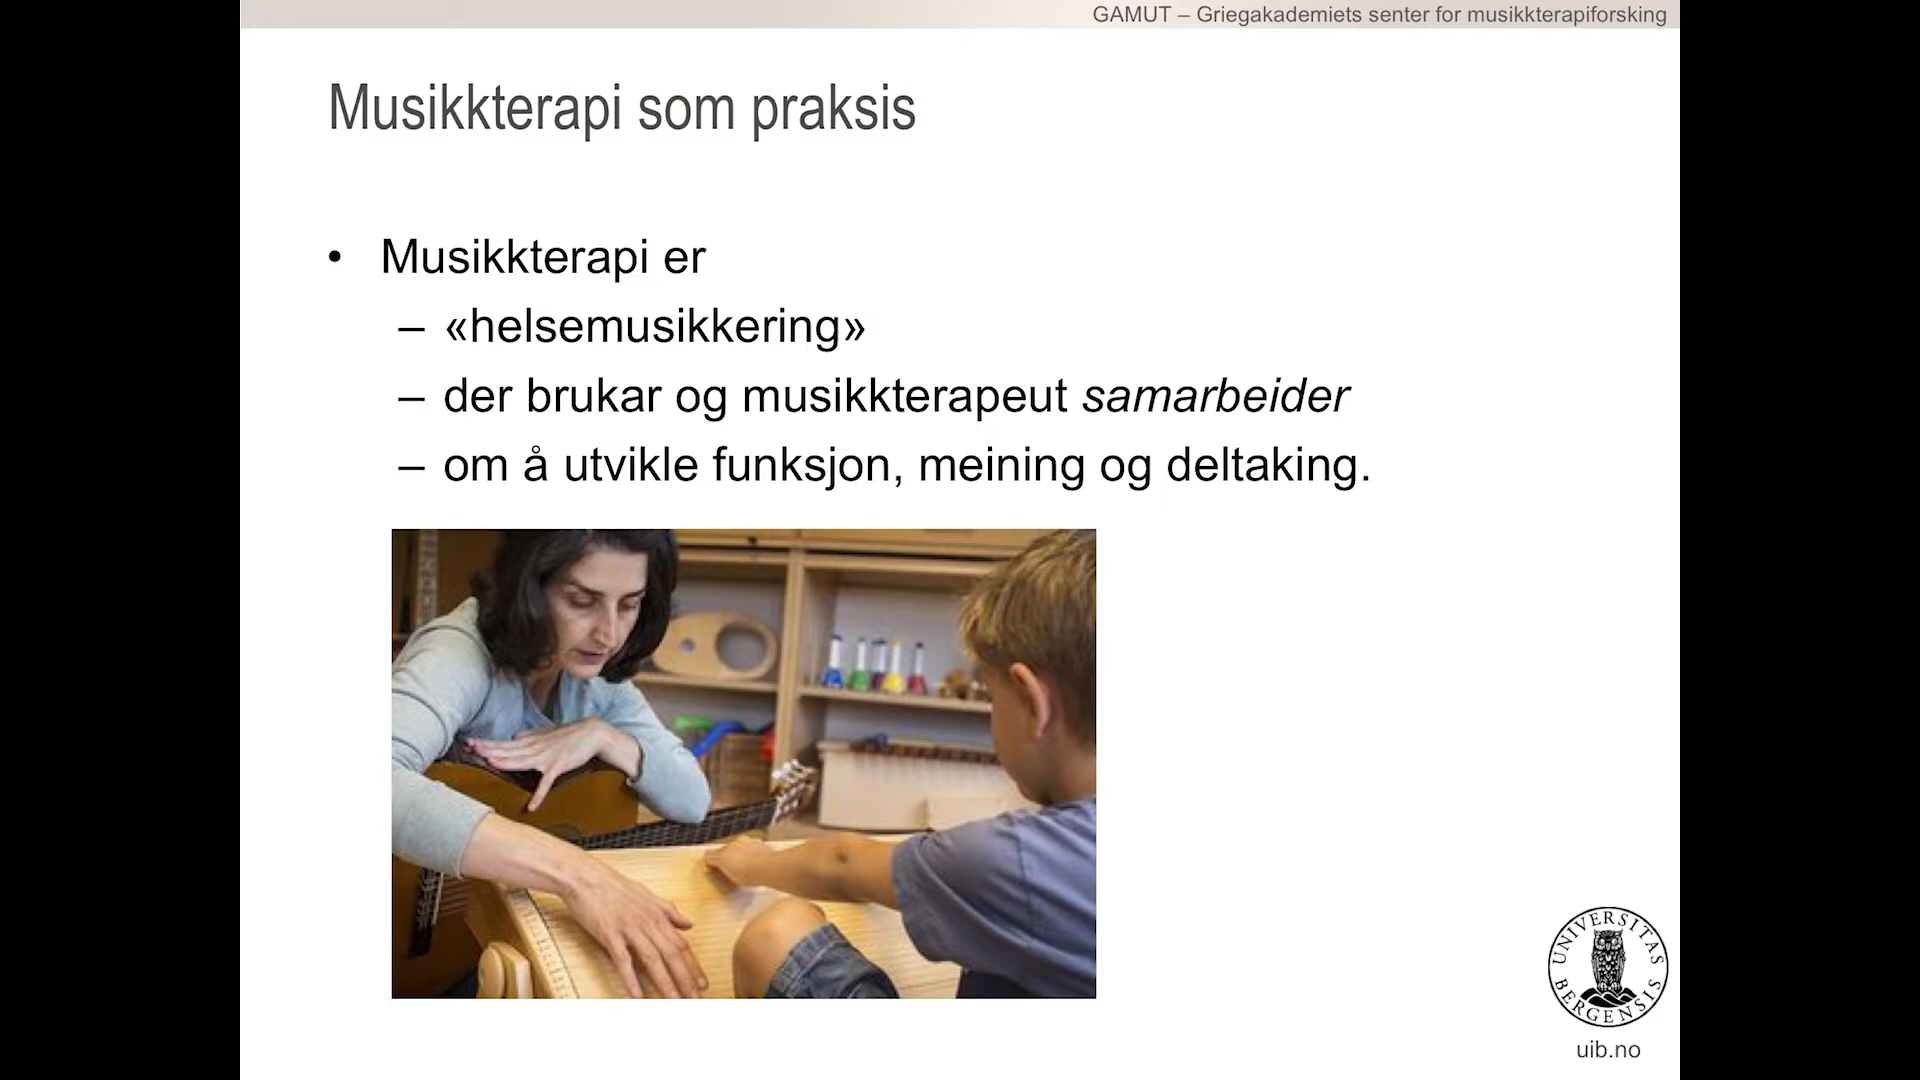 GAMUT – Griegakademiets senter for musikkterapiforsking
Musikkterapi som praksis
• Musikkterapi er
– «helsemusikkering»
– der brukar og musikkterapeut samarbeider
– om å utvikle funksjon, meining og deltaking.
UNIVERSITAS BERGENSIS
uib.no